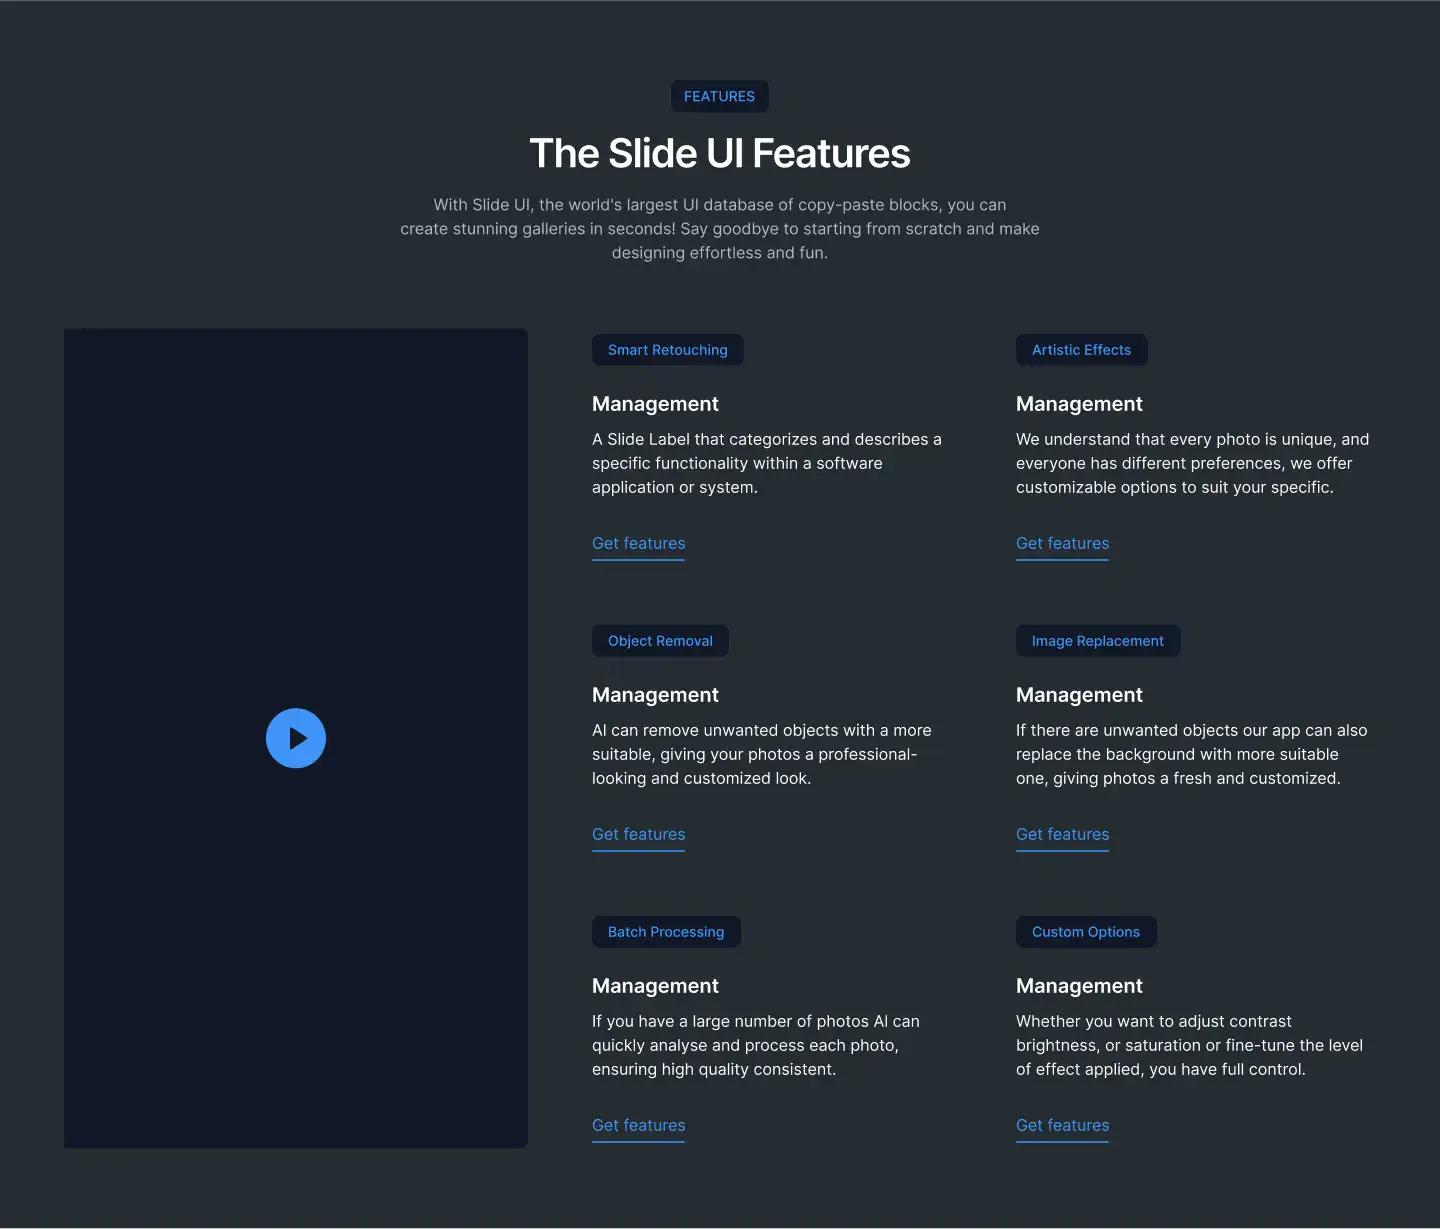 FEATURES
The Slide UI Features
With Slide UI, the world's largest UI database of copy-paste blocks, you can
create stunning galleries in seconds! Say goodbye to starting from scratch and make
designing effortless and fun.
Smart Retouching
Management
A Slide Label that categorizes and describes a
specific functionality within a software
application or system.
Get features
Artistic Effects
Management
We understand that every photo is unique, and
everyone has different preferences, we offer
customizable options to suit your specific.
Get features
Object Removal
Management
AI can remove unwanted objects with a more
suitable, giving your photos a professional-
looking and customized look.
Get features
Image Replacement
Management
If there are unwanted objects our app can also
replace the background with more suitable
one, giving photos a fresh and customized.
Get features
Batch Processing
Management
If you have a large number of photos AI can
quickly analyse and process each photo,
ensuring high quality consistent.
Get features
Custom Options
Management
Whether you want to adjust contrast
brightness, or saturation or fine-tune the level
of effect applied, you have full control.
Get features